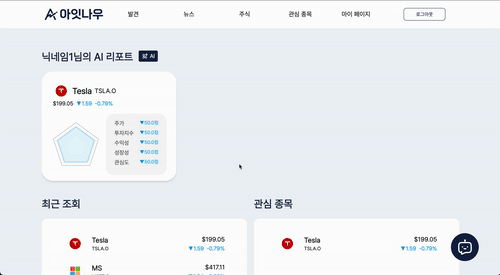 아잇나우
발견 뉴스 주식 관심 종목 마이 페이지 로그아웃
닉네임1님의 AI 리포트 AI
Tesla TSLA.O
$199.05 ▼1.59 -0.79%
주가 ▼50.0점
투자지수 ▼50.0점
수익성 ▼50.0점
성장성 ▼50.0점
관심도 ▼50.0점
최근 조회
Tesla $199.05
TSLA.O ▼1.59 -0.79%
MS $417.11
관심 종목
Tesla $199.05
TSLA.O ▼1.59 -0.79%